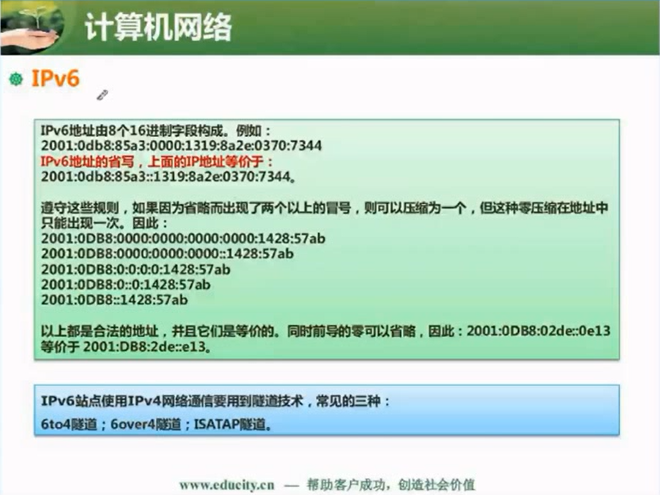 计算机网络
IPv6
IPv6地址由8个16进制字段构成。例如：
2001:0db8:85a3:0000:1319:8a2e:0370:7344
IPv6地址的省写，上面的IP地址等价于：
2001:0db8:85a3::1319:8a2e:0370:7344。
遵守这些规则，如果因为省略而出现了两个以上的冒号，则可以压缩为一个，但这种零压缩在地址中
只能出现一次。因此：
2001:0DB8:0000:0000:0000:0000:1428:57ab
2001:0DB8:0000:0000:0000::1428:57ab
2001:0DB8:0:0:0:0:1428:57ab
2001:0DB8:0::0:1428:57ab
2001:0DB8::1428:57ab
以上都是合法的地址，并且它们是等价的。同时前导的零可以省略，因此：2001:0DB8:02de::0e13
等价于 2001:DB8:2de::e13。
IPv6站点使用IPv4网络通信要用到隧道技术，常见的三种：
6to4隧道；6over4隧道；ISATAP隧道。
www.educity.cn — 帮助客户成功，创造社会价值